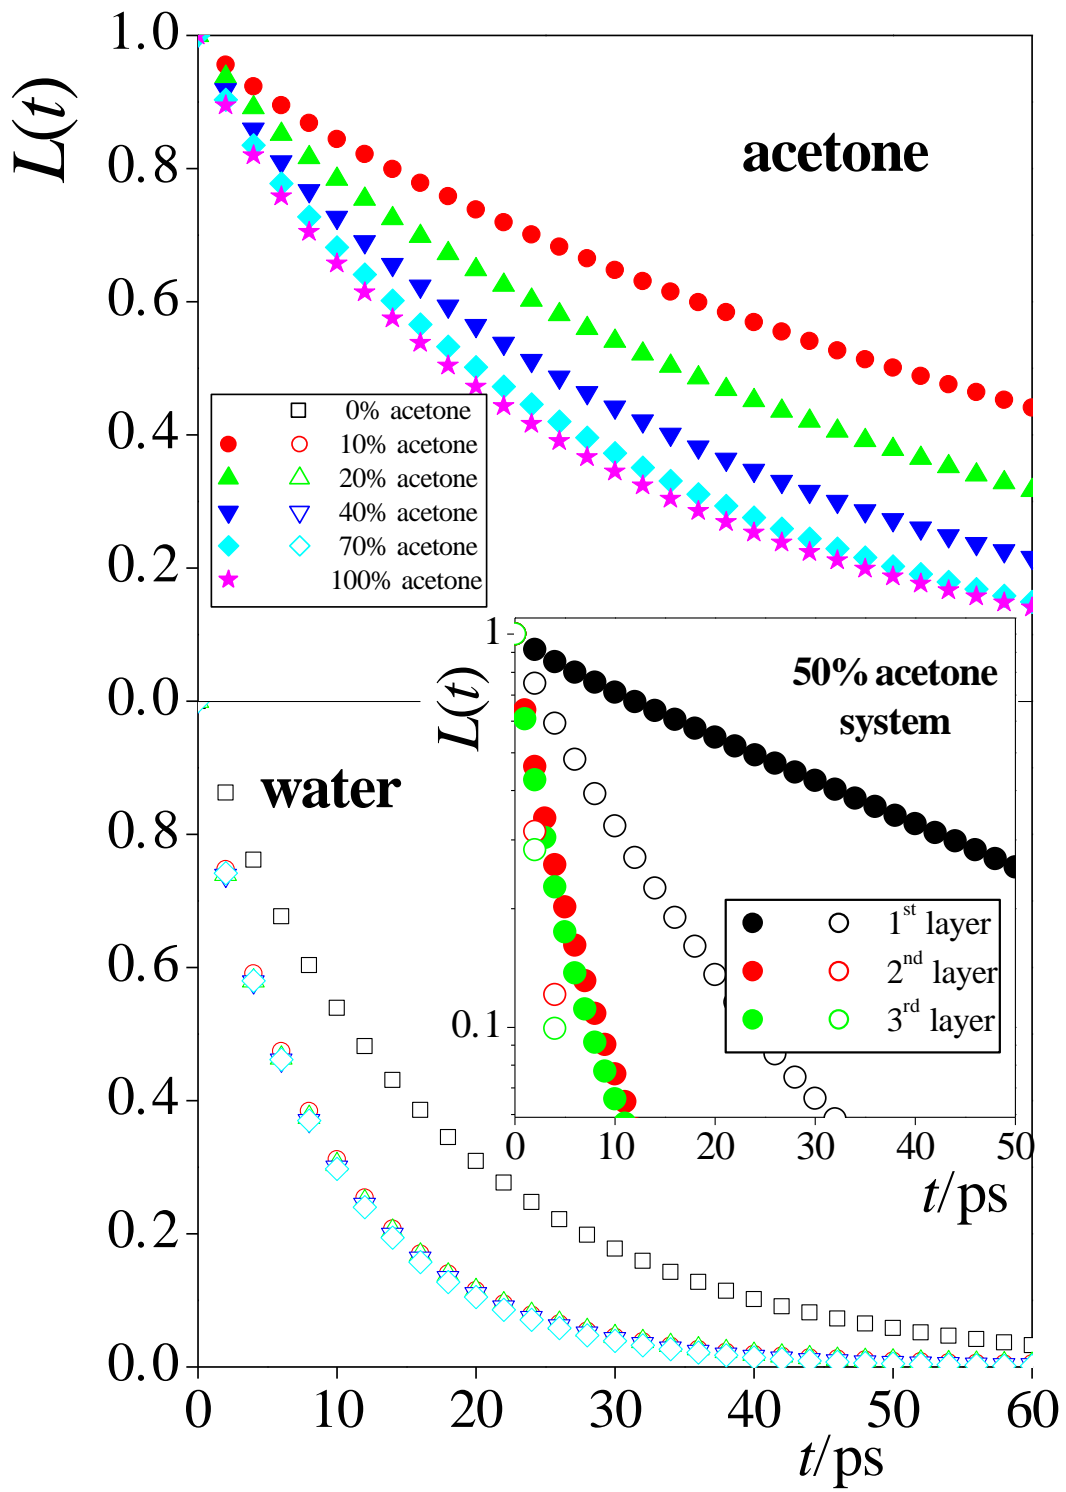 1.0
L(t)
acetone
0.8
0.6
0.4
0% acetone
10% acetone
20% acetone
40% acetone
70% acetone
100% acetone
0.2
0.0
water
0.8
0.6
0.4
0.2
0.0
0 10 20 30 40 50 60
t/ps
1
L(t)
50% acetone
system
0.1
1st layer
2nd layer
3rd layer
0 10 20 30 40 50
t/ps